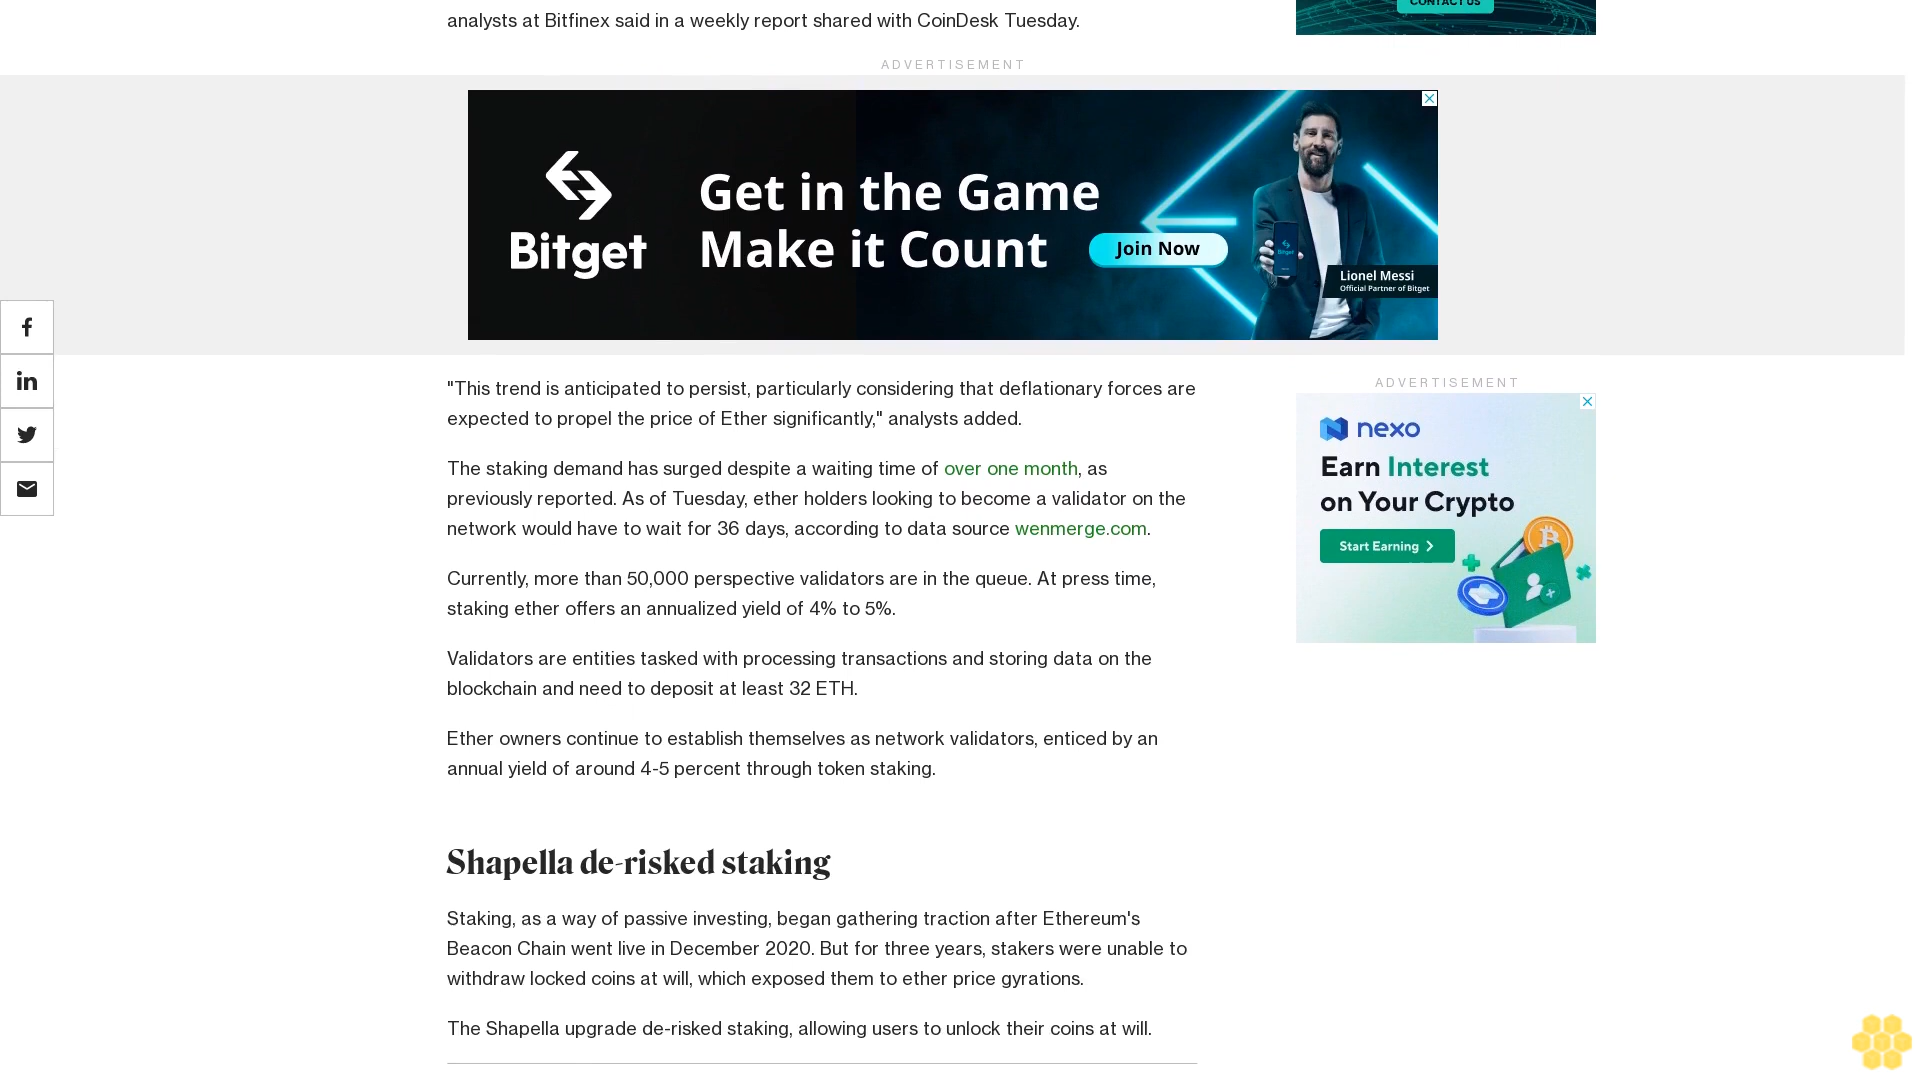 analysts at Bitfinex said in a weekly report shared with CoinDesk Tuesday.
CONTACT US
ADVERTISEMENT
Bitget
Get in the Game
Make it Count
Join Now
Lionel Messi
Official Partner of Bitget
"This trend is anticipated to persist, particularly considering that deflationary forces are
expected to propel the price of Ether significantly," analysts added.
The staking demand has surged despite a waiting time of over one month, as
previously reported. As of Tuesday, ether holders looking to become a validator on the
network would have to wait for 36 days, according to data source wenmerge.com.
Currently, more than 50,000 perspective validators are in the queue. At press time,
staking ether offers an annualized yield of 4% to 5%.
Validators are entities tasked with processing transactions and storing data on the
blockchain and need to deposit at least 32 ETH.
Ether owners continue to establish themselves as network validators, enticed by an
annual yield of around 4-5 percent through token staking.
Shapella de-risked staking
Staking, as a way of passive investing, began gathering traction after Ethereum's
Beacon Chain went live in December 2020. But for three years, stakers were unable to
withdraw locked coins at will, which exposed them to ether price gyrations.
The Shapella upgrade de-risked staking, allowing users to unlock their coins at will.
ADVERTISEMENT
nexo
Earn Interest
on Your Crypto
Start Earning